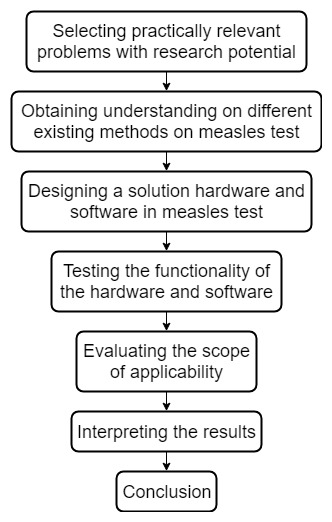 Selecting practically relevant
problems with research potential
Obtaining understanding on different
existing methods on measles test
Designing a solution hardware and
software in measles test
Testing the functionality of
the hardware and software
Evaluating the scope
of applicability
Interpreting the results
Conclusion